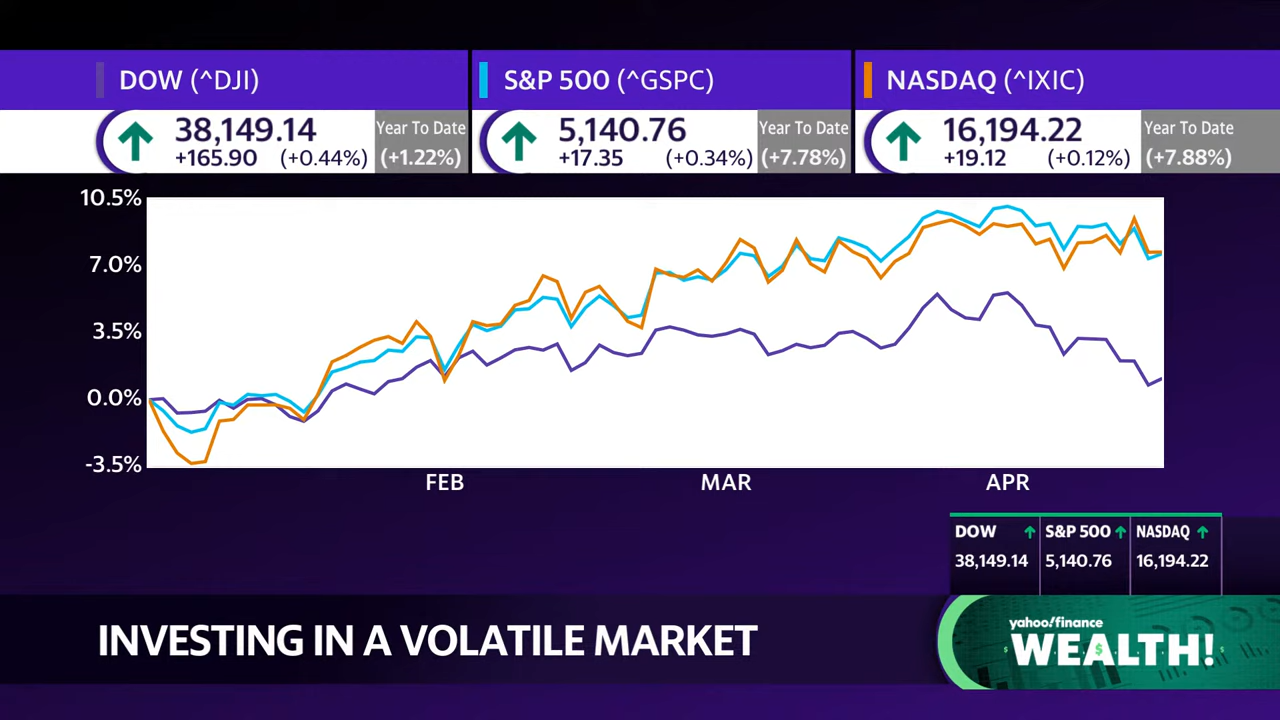 DOW (^DJI)
38,149.14
+165.90 (+0.44%)
Year To Date
(+1.22%)
S&P 500 (^GSPC)
5,140.76
+17.35 (+0.34%)
Year To Date
(+7.78%)
NASDAQ (^IXIC)
16,194.22
+19.12 (+0.12%)
Year To Date
(+7.88%)
10.5%
7.0%
3.5%
0.0%
-3.5%
FEB MAR APR
DOW S&P 500 NASDAQ
38,149.14 5,140.76 16,194.22
INVESTING IN A VOLATILE MARKET
yahoo!finance
WEALTH!